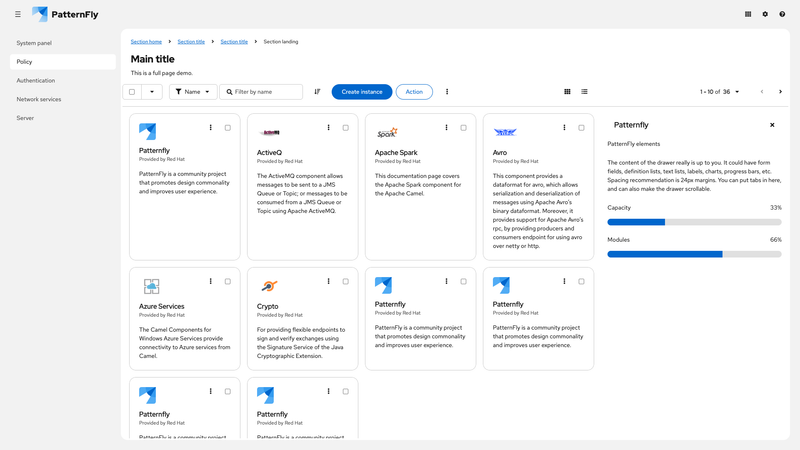 PatternFly
System panel
Policy
Authentication
Network services
Server
Section home
Section title
Section title
Section landing
Main title
This is a full page demo.
Name
Filter by name
Create instance
Action
1 - 10 of 36
Patternfly
Provided by Red Hat
PatternFly is a community project
that promotes design commonality
and improves user experience.
ActiveQ
Provided by Red Hat
The ActiveMQ component allows
messages to be sent to a JMS
Queue or Topic; or messages to be
consumed from a JMS Queue or
Topic using Apache ActiveMQ.
Spark
Apache Spark
Provided by Red Hat
This documentation page covers
the Apache Spark component for
the Apache Camel.
Avro
Provided by Red Hat
This component provides a
dataformat for avro, which allows
serialization and deserialization of
messages using Apache Avro's
binary dataformat. Moreover, it
provides support for Apache Avro's
rpc, by providing producers and
consumers endpoint for using avro
over netty or http.
Azure Services
Provided by Red Hat
The Camel Components for
Windows Azure Services provide
connectivity to Azure services from
Camel.
Crypto
Provided by Red Hat
For providing flexible endpoints to
sign and verify exchanges using
the Signature Service of the Java
Cryptographic Extension.
Patternfly
Provided by Red Hat
PatternFly is a community project
that promotes design commonality
and improves user experience.
Patternfly
Provided by Red Hat
PatternFly is a community project
that promotes design commonality
and improves user experience.
Patternfly
Provided by Red Hat
PatternFly is a community project
Patternfly
Provided by Red Hat
PatternFly is a community project
Patternfly
PatternFly elements
The content of the drawer really is up to you. It could have form
fields, definition lists, text lists, labels, charts, progress bars, etc.
Spacing recommendation is 24px margins. You can put tabs in here,
and can also make the drawer scrollable.
Capacity
33%
Modules
66%